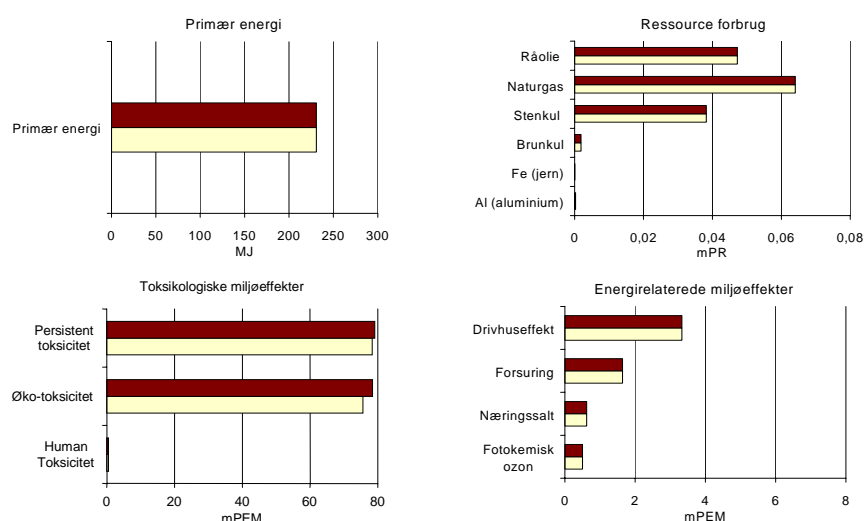 Primær energi
Primær energi
0 50 100 150 200 250 300
MJ
Ressource forbrug
Råolie
Naturgas
Stenkul
Brunkul
Fe (jern)
Al (aluminium)
0 0,02 0,04 0,06 0,08
mPR
Toksikologiske miljøeffekter
Persistent
toksicitet
Øko-toksicitet
Human
Toksicitet
0 20 40 60 80
mPEM
Energirelaterede miljøeffekter
Drivhuseffekt
Forsuring
Næringssalt
Fotokemisk
ozon
0 2 4 6 8
mPEM